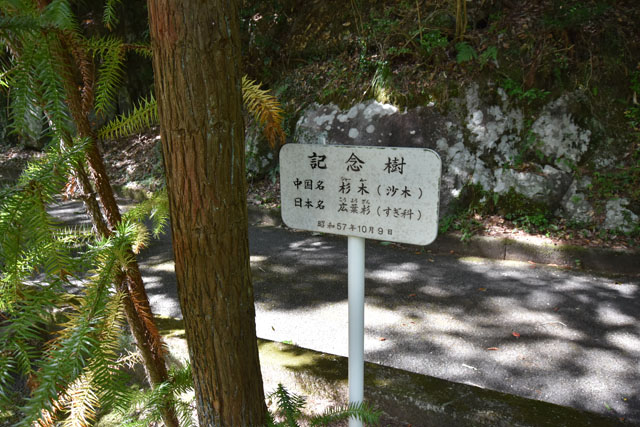 記念樹
中国名 杉木(沙木)
日本名 広葉杉(すぎ科)
昭和57年10月9日